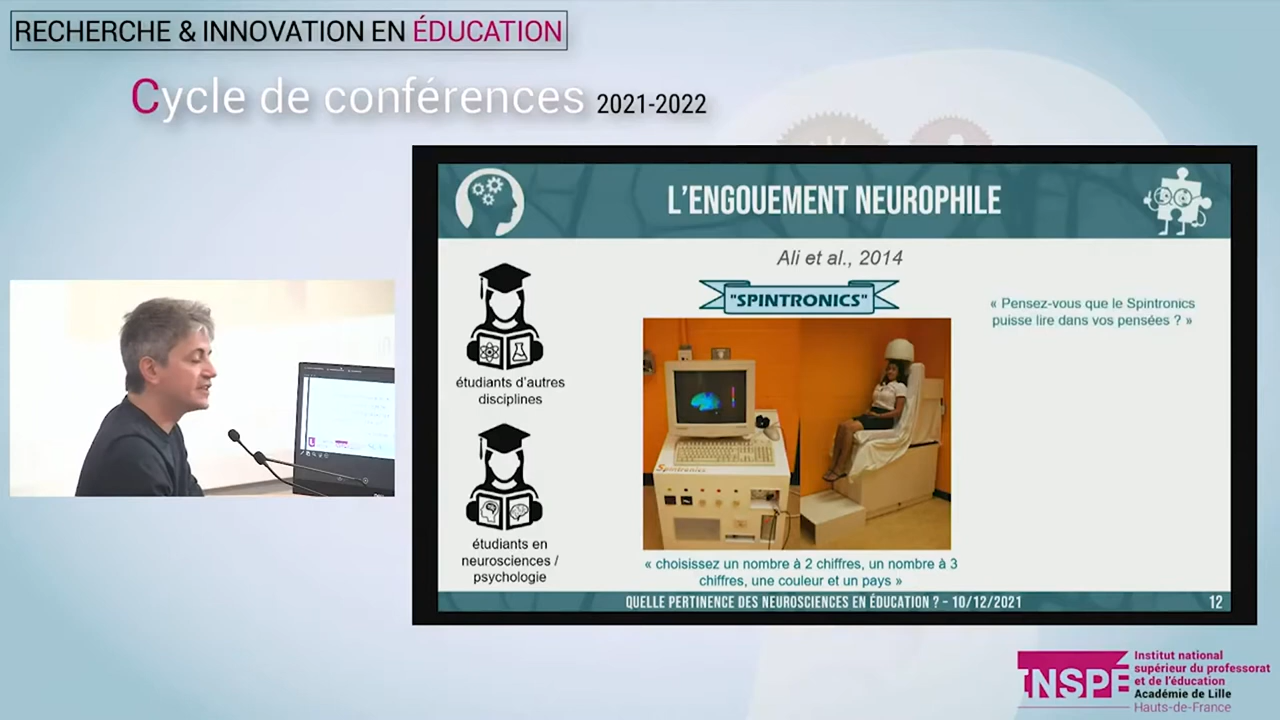 RECHERCHE & INNOVATION EN ÉDUCATION
Cycle de conférences 2021-2022
L'ENGOUEMENT NEUROPHILE
Ali et al., 2014
"SPINTRONICS"
« Pensez-vous que le Spintronics
puisse lire dans vos pensées ? »
étudiants d'autres
disciplines
étudiants en
neurosciences /
psychologie
Spintronics
« choisissez un nombre à 2 chiffres, un nombre à 3
chiffres, une couleur et un pays »
QUELLE PERTINENCE DES NEUROSCIENCES EN ÉDUCATION ? – 10/12/2021
12
INSPÉ
Institut national
supérieur du professorat
et de l'éducation
Académie de Lille
Hauts-de-France